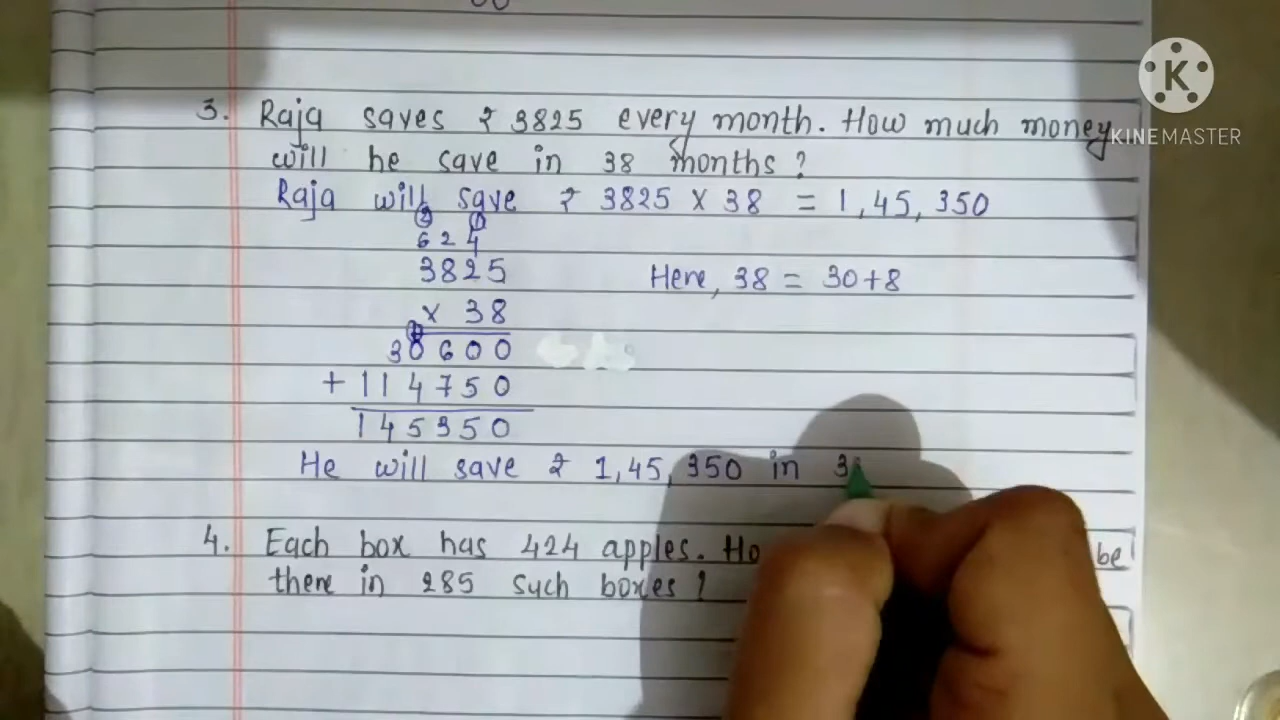 3. Raja saves ₹ 3825 every month. How much money
will he save in 38 months?
Raja will save ₹ 3825 × 38 = 1,45,350
6 2 4
3825
× 38
Here, 38 = 30+8
30600
+ 114750
145350
He will save ₹ 1,45,350 in 3
4. Each box has 424 apples. be
there in 285 such boxes?
K
KINEMASTER